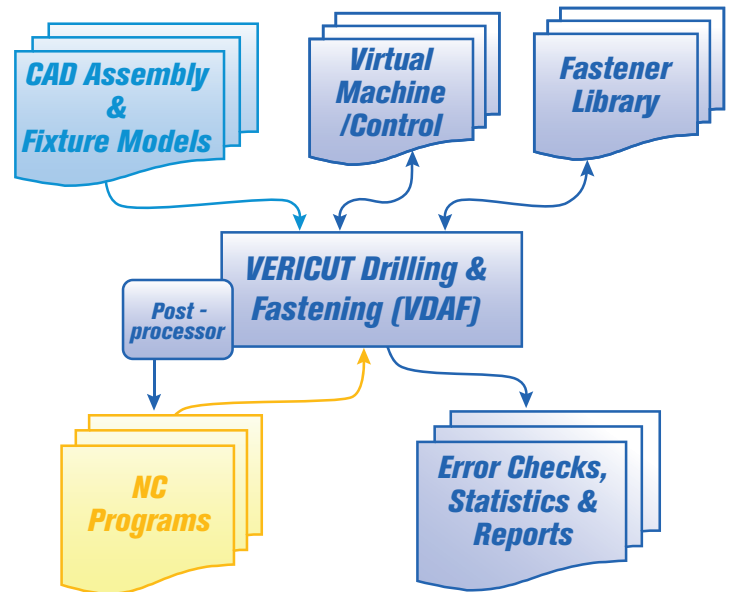 CAD Assembly
&
Fixture Models
Virtual
Machine
/Control
Fastener
Library
VERICUT Drilling &
Fastening (VDAF)
Post -
processor
NC
Programs
Error Checks,
Statistics &
Reports